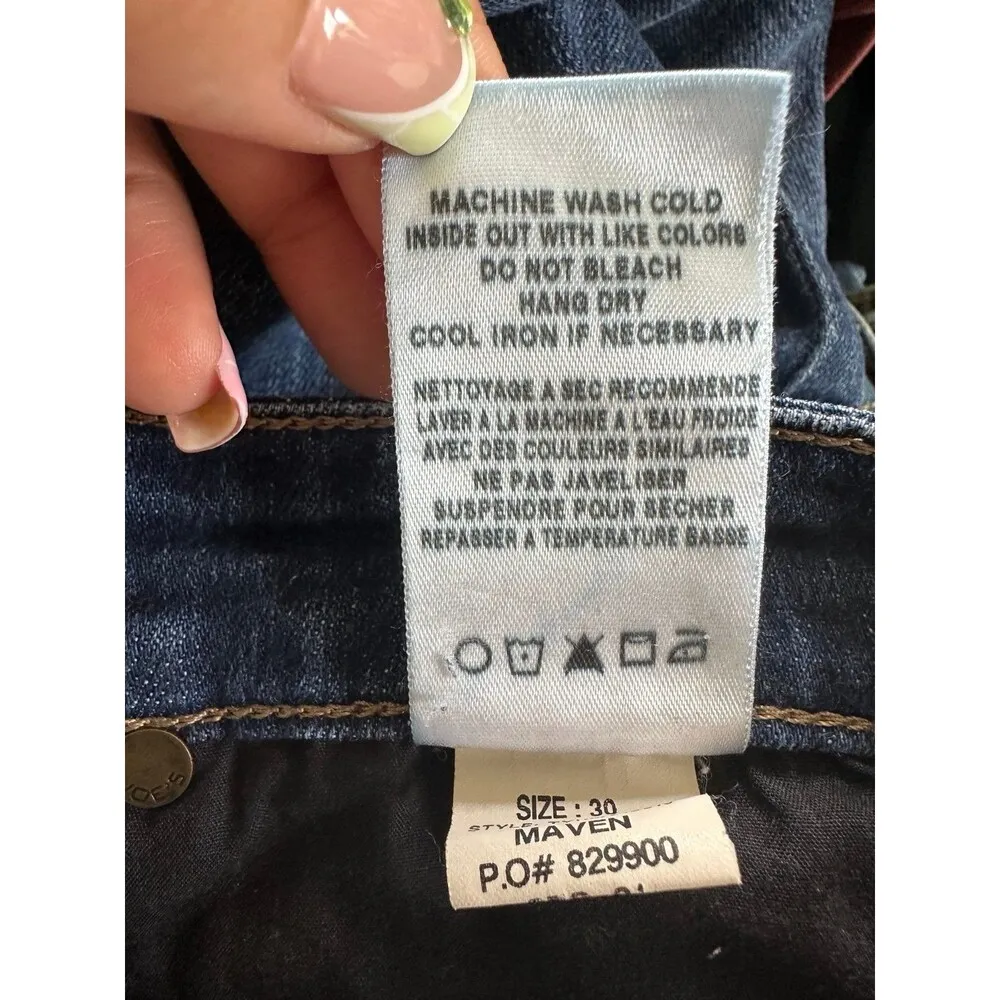 MACHINE WASH COLD
INSIDE OUT WITH LIKE COLORS
DO NOT BLEACH
HANG DRY
COOL IRON IF NECESSARY
NETTOYAGE A SEC RECOMMENDE
LAVER A LA MACHINE A L'EAU FROIDE
AVEC DES COULEURS SIMILAIRES
NE PAS JAVELISER
SUSPENDRE POUR SECHER
REPASSER A TEMPERATURE BASSE
JOE'S
SIZE : 30
MAVEN
P.O# 829900